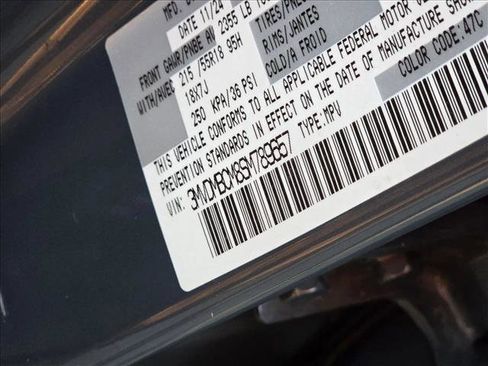 MFD.
DATE 11/24
FRONT GAWR/PNBE AV 2355 LB
WITH/AVEC 215/55R18 95H TIRES/PNEU
18X7J RIMS/JANTES
250 KPA/36 PSI COLD/A FROID
THIS VEHICLE CONFORMS TO ALL APPLICABLE FEDERAL MOTOR
PREVENTION STANDARDS IN EFFECT ON THE DATE OF MANUFACTURE SHOWN
VIN: TYPE: MPV COLOR CODE: 47C